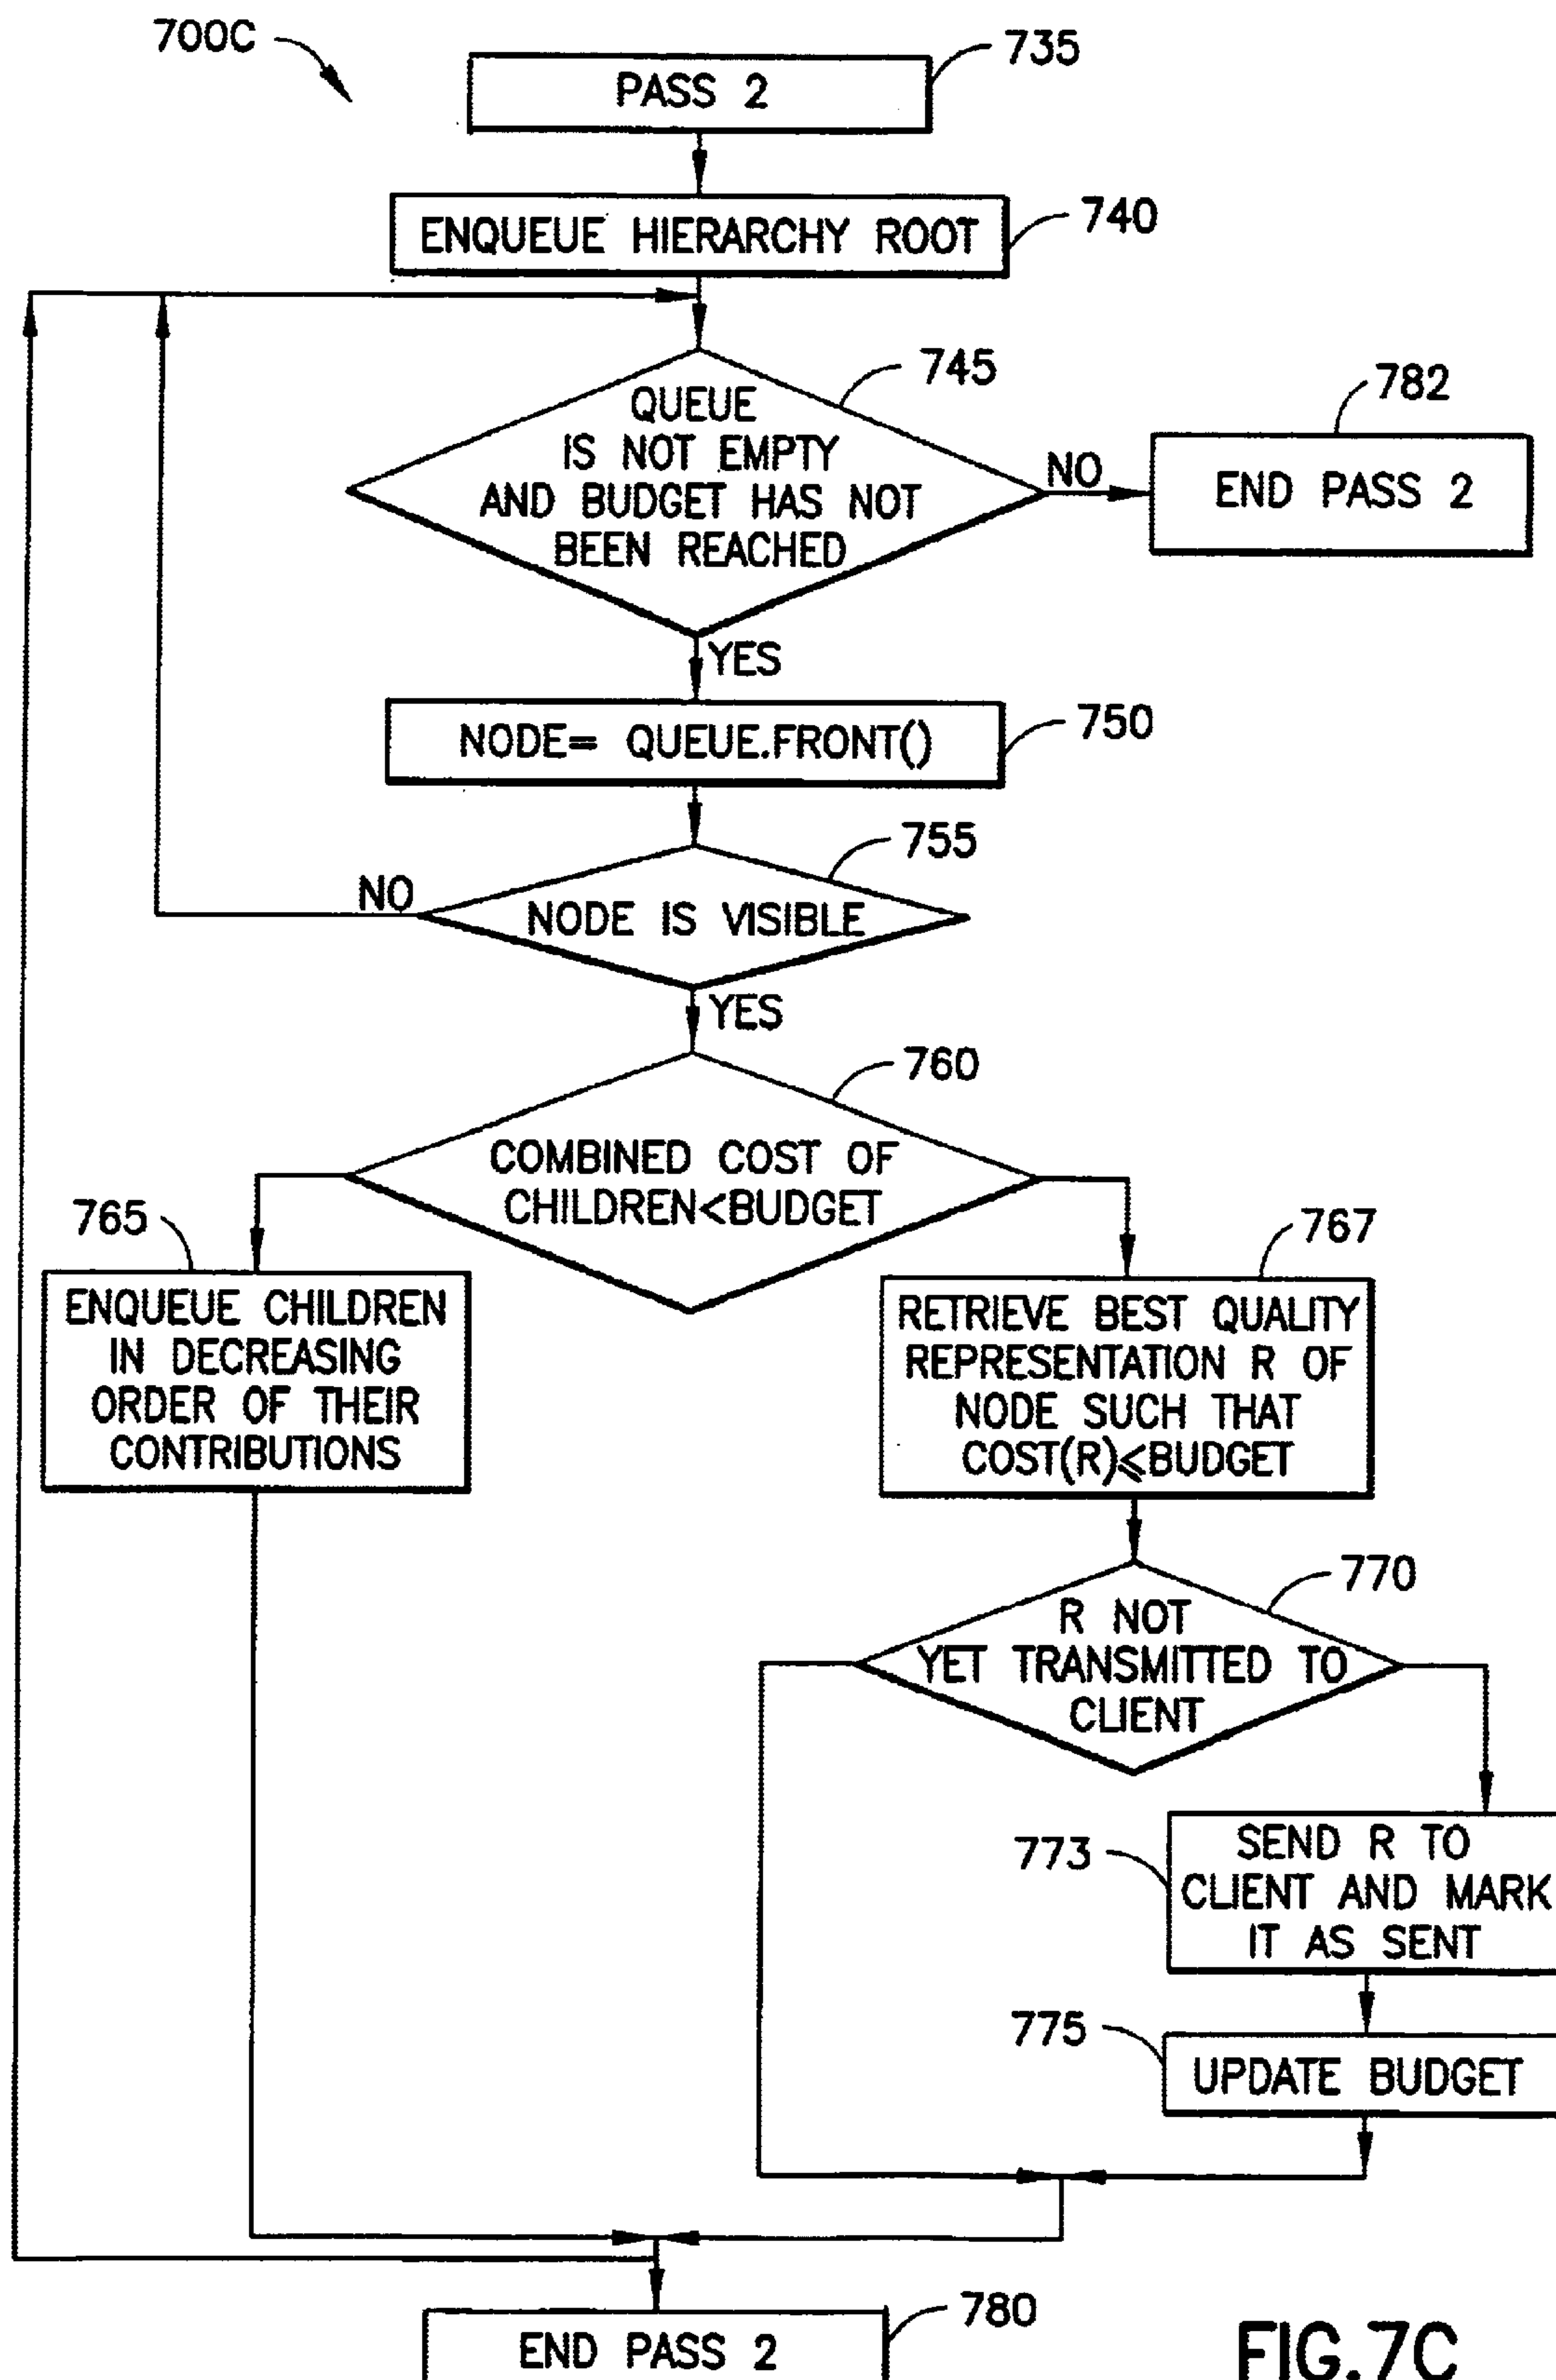 700C
735
PASS 2
740
ENQUEUE HIERARCHY ROOT
745
QUEUE
IS NOT EMPTY
AND BUDGET HAS NOT
BEEN REACHED
NO
782
END PASS 2
YES
750
NODE= QUEUE.FRONT()
755
NO
NODE IS VISIBLE
YES
760
COMBINED COST OF
CHILDREN<BUDGET
765
ENQUEUE CHILDREN
IN DECREASING
ORDER OF THEIR
CONTRIBUTIONS
767
RETRIEVE BEST QUALITY
REPRESENTATION R OF
NODE SUCH THAT
COST(R)⩽BUDGET
770
R NOT
YET TRANSMITTED TO
CLIENT
773
SEND R TO
CLIENT AND MARK
IT AS SENT
775
UPDATE BUDGET
780
END PASS 2
FIG.7C